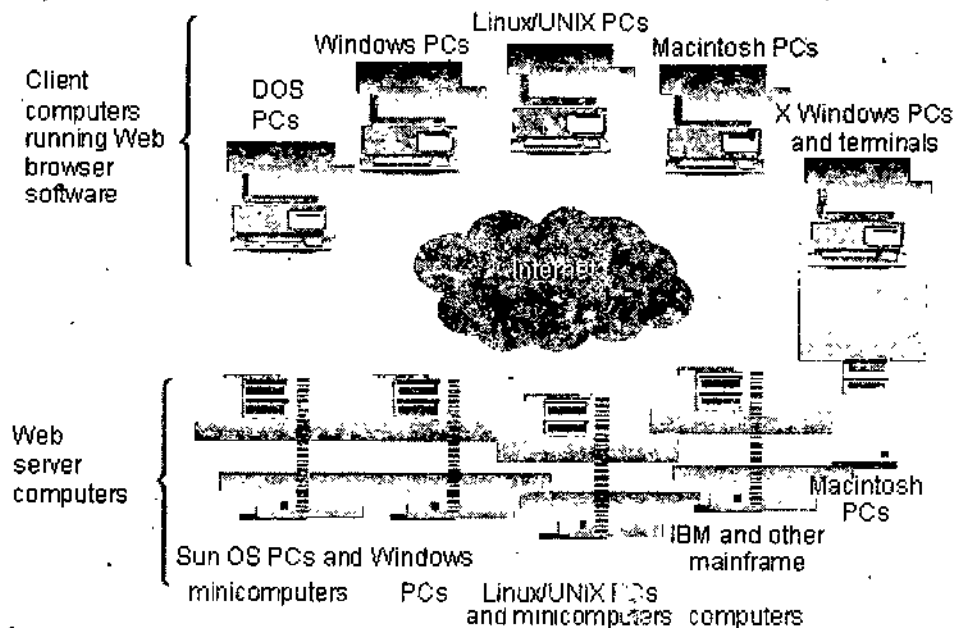 Linux/UNIX PCs
Windows PCs
Macintosh PCs
Client
computers
running Web
browser
software
DOS
PCs
X Windows PCs
and terminals
Internet
Web
server
computers
Macintosh
PCs
Sun OS PCs and Windows
minicomputers PCs
Linux/UNIX PCs
and minicomputers
IBM and other
mainframe
computers